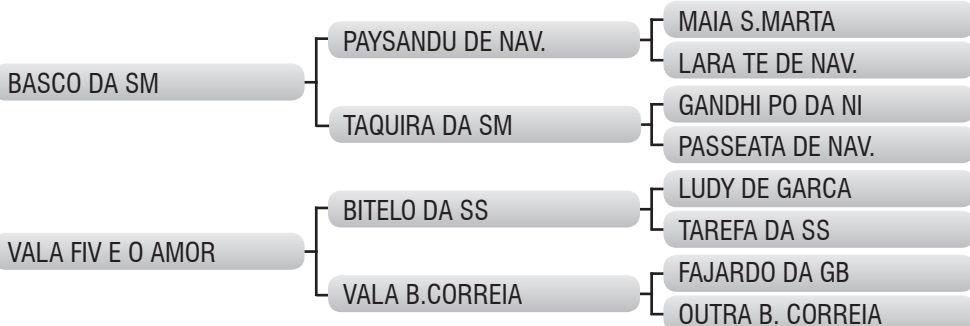 BASCO DA SM
PAYSANDU DE NAV.
MAIA S.MARTA
LARA TE DE NAV.
TAQUIRA DA SM
GANDHI PO DA NI
PASSEATA DE NAV.
VALA FIV E O AMOR
BITELO DA SS
LUDY DE GARCA
TAREFA DA SS
VALA B.CORREIA
FAJARDO DA GB
OUTRA B. CORREIA